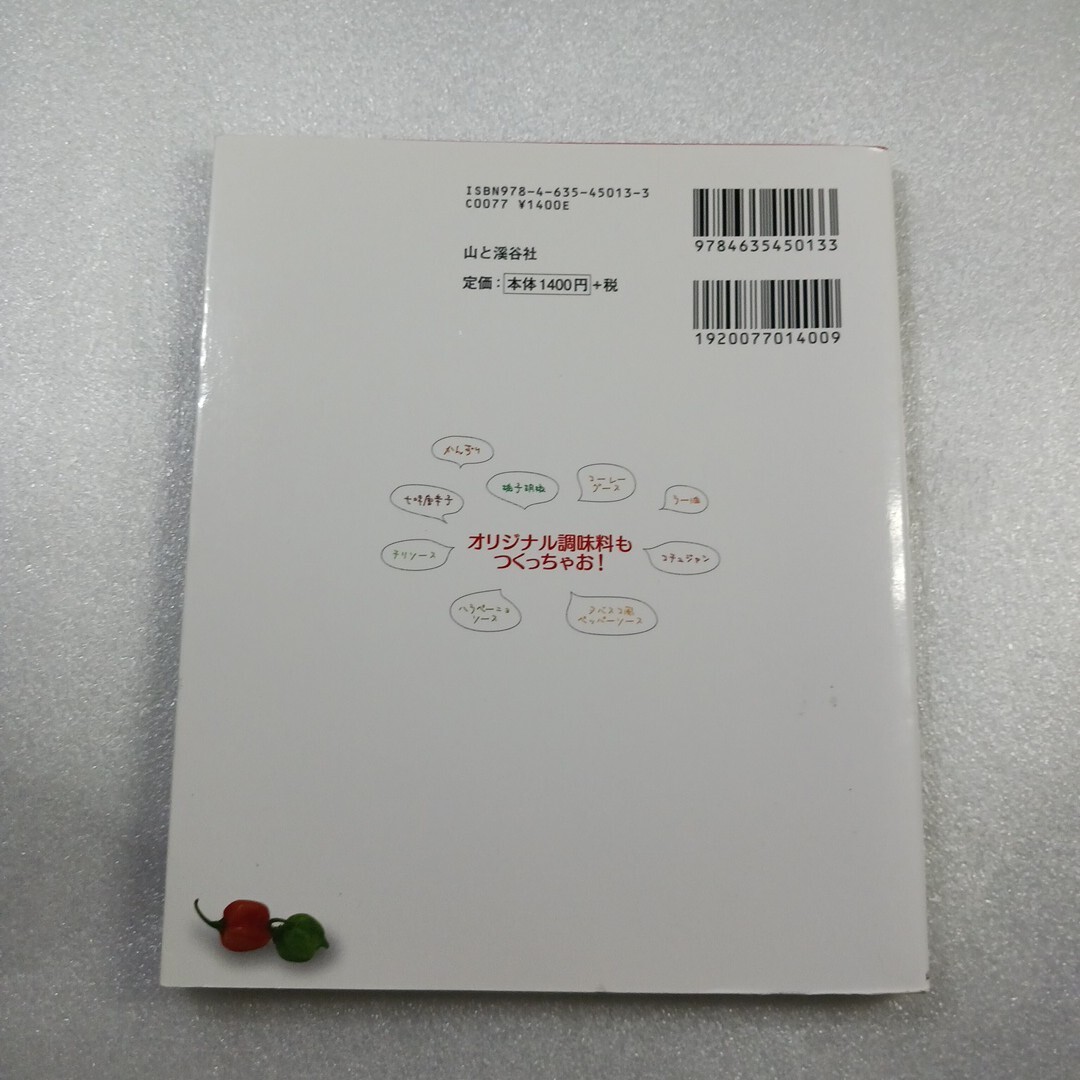 ISBN978-4-635-45013-3
C0077 ¥1400E
9784635450133
山と溪谷社
定価：本体1400円+税
1920077014009
かんずり
柚子胡椒
コーレー
グース
七味唐辛子
ラー油
オリジナル調味料も
つくっちゃお！
チリソース
コチュジャン
ハラペーニョ
ソース
タバスコ風
ペッパーソース